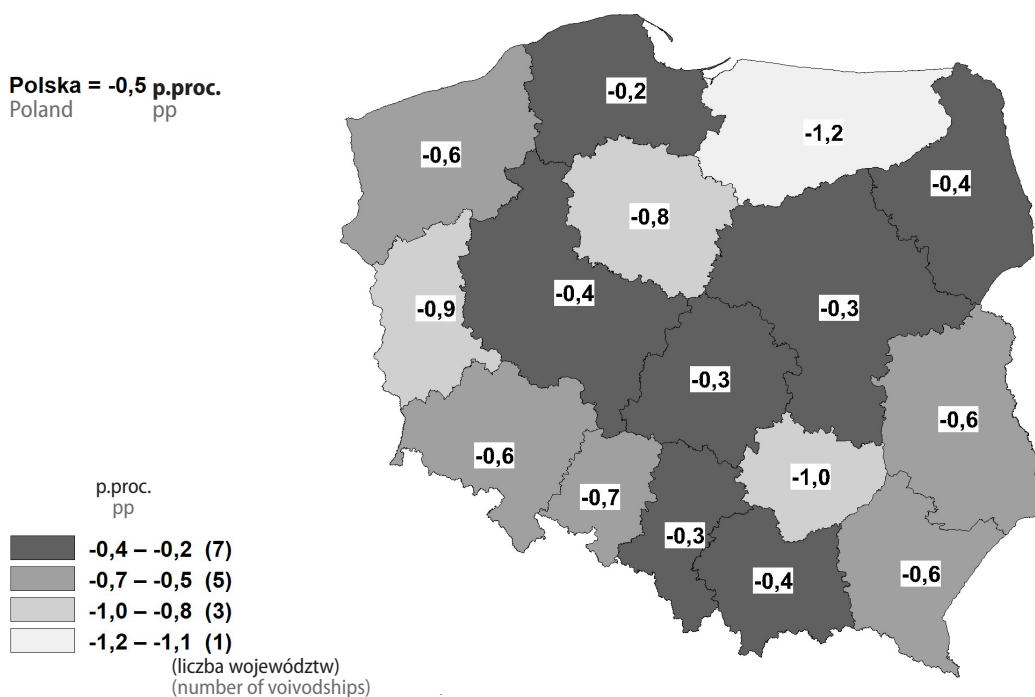 Polska = -0,5 p.proc.
Poland pp
-0,2
-1,2
-0,6
-0,4
-0,8
-0,4
-0,9
-0,3
-0,3
-0,6
-0,6
-1,0
-0,7
-0,3
-0,4
-0,6
p.proc.
pp
-0,4 – -0,2 (7)
-0,7 – -0,5 (5)
-1,0 – -0,8 (3)
-1,2 – -1,1 (1)
(liczba województw)
(number of voivodships)